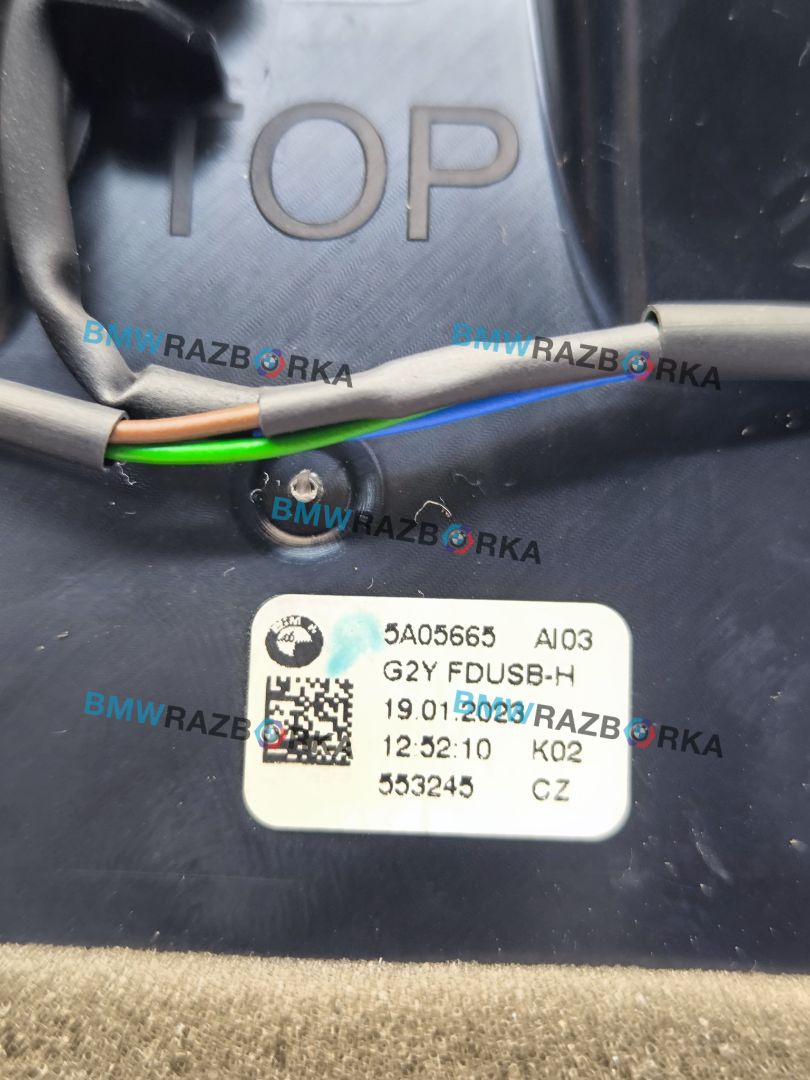 TOP
BMWRAZBORKA
BMWRAZBORKA
BMWRAZBORKA
BMW
5A05665 AI03
G2Y FDUSB-H
19.01.2023
12:52:10 K02
553245 CZ
BMWRAZBORKA
BMWRAZBORKA